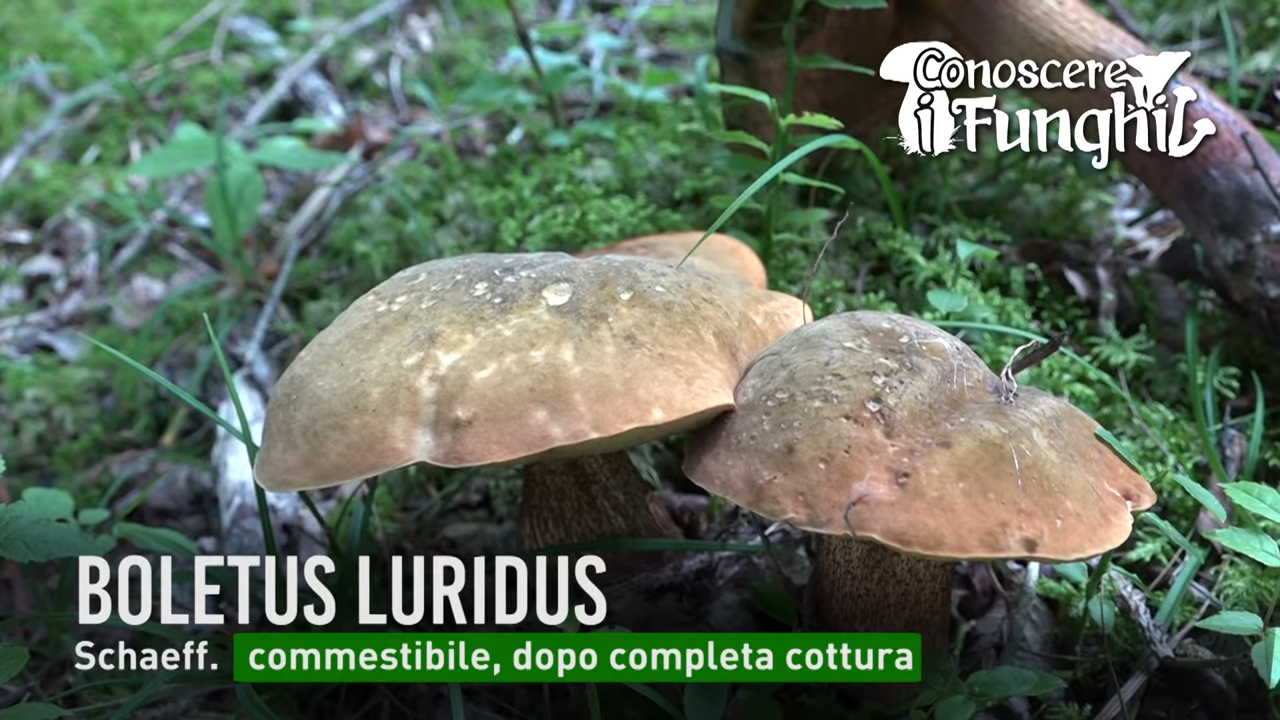 Conoscere
i Funghi
BOLETUS LURIDUS
Schaeff. commestibile, dopo completa cottura